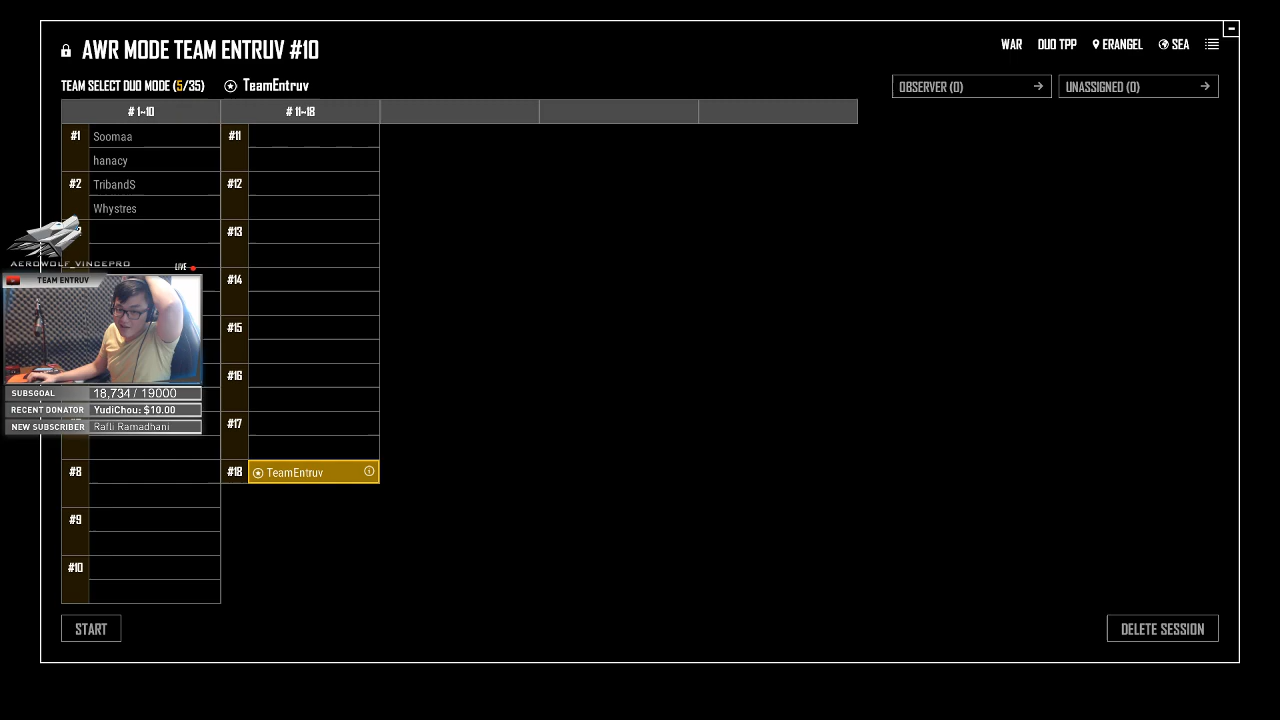 AWR MODE TEAM ENTRUV #10
WAR DUO TPP ERANGEL SEA
TEAM SELECT DUO MODE (5/35) TeamEntruv
OBSERVER (0) UNASSIGNED (0)
# 1~10 # 11~18
#1 Soomaa #11
hanacy
#2 TribandS #12
Whystres
#13
AEROWOLF_VINCEPRO
LIVE
#14
TEAM ENTRUV
#15
#16
SUBSGOAL 18,734 / 19000
RECENT DONATOR YudiChou: $10.00
#17
NEW SUBSCRIBER Rafli Ramadhani
#8 #18 TeamEntruv
#9
#10
START DELETE SESSION